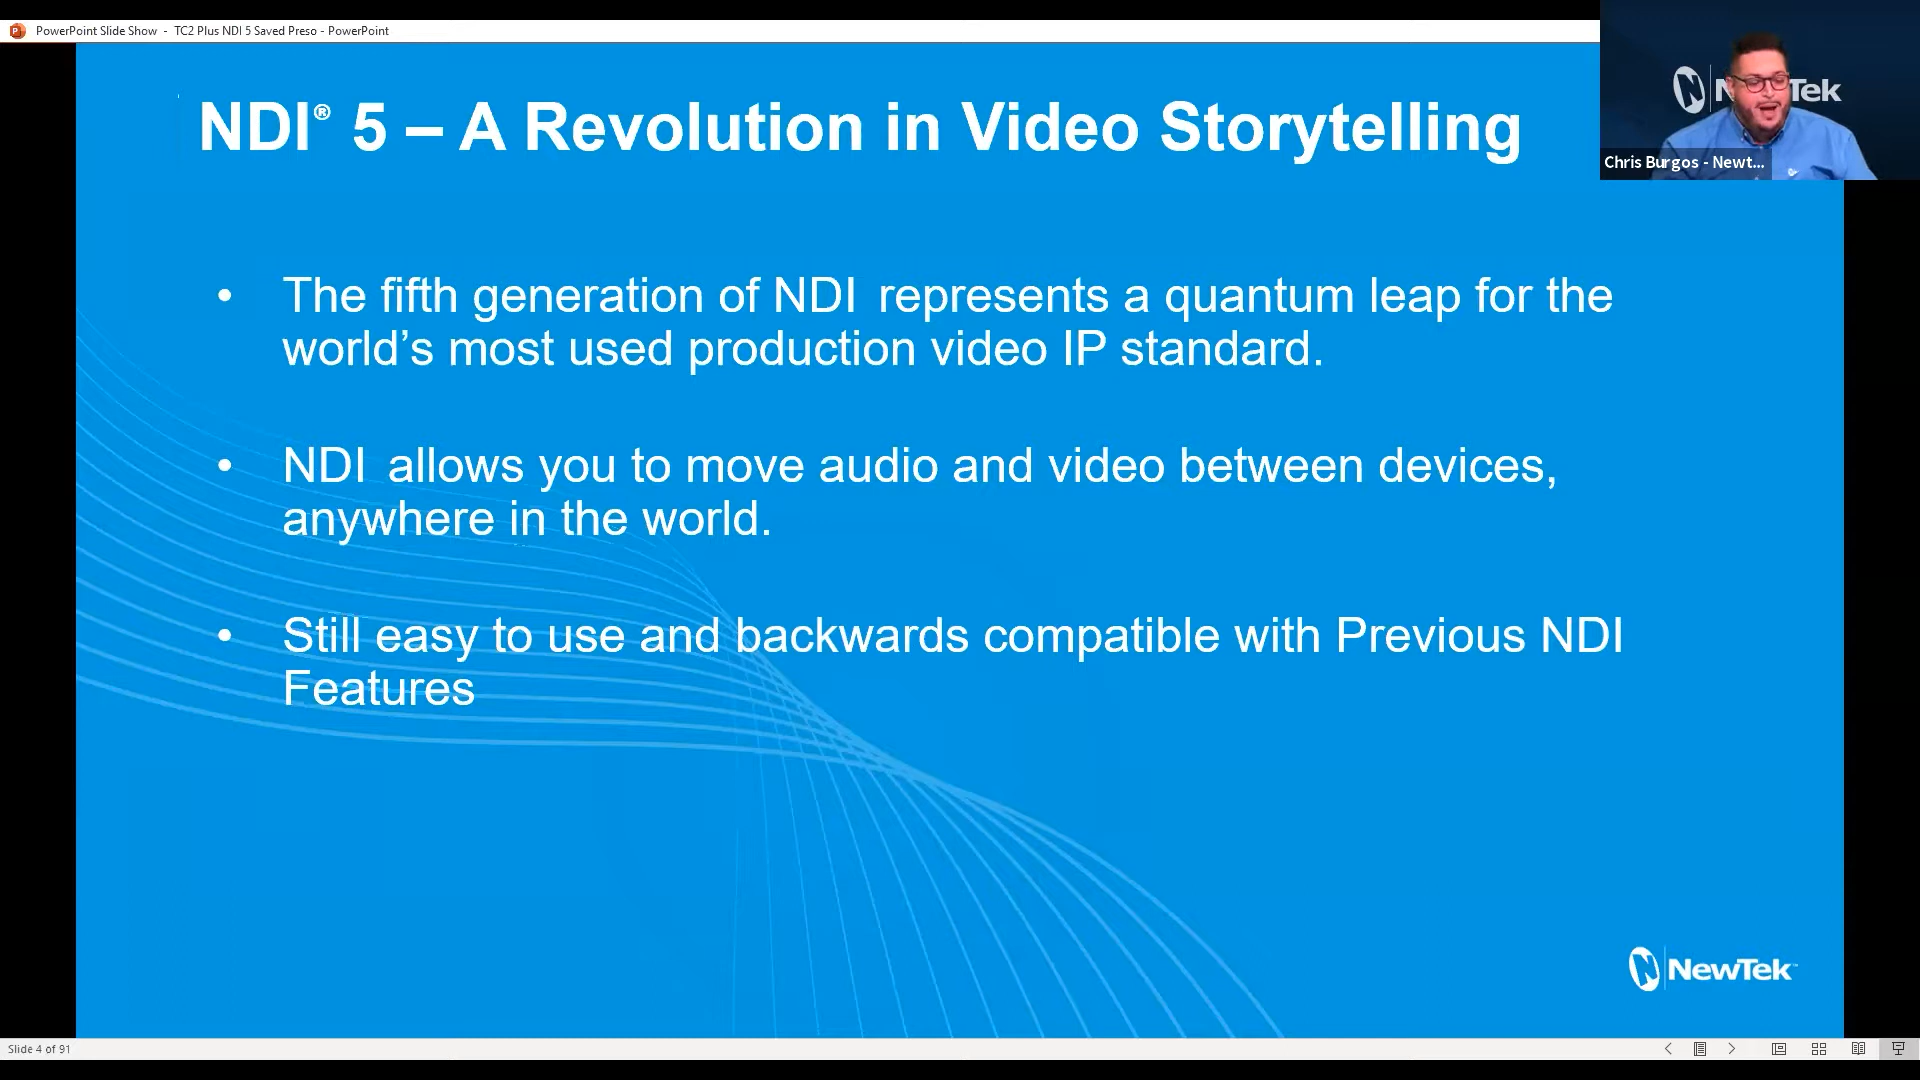 PowerPoint Slide Show - TC2 Plus NDI 5 Saved Preso - PowerPoint
NDI® 5 – A Revolution in Video Storytelling
NewTek
Chris Burgos - Newt...
• The fifth generation of NDI represents a quantum leap for the
world’s most used production video IP standard.
• NDI allows you to move audio and video between devices,
anywhere in the world.
• Still easy to use and backwards compatible with Previous NDI
Features
NewTek™
Slide 4 of 91